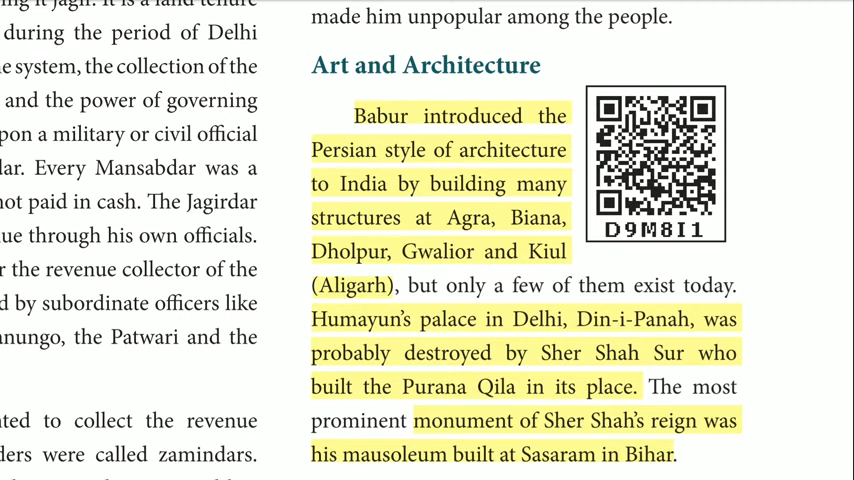 during the period of Delhi
system, the collection of the
and the power of governing
upon a military or civil official
Every Mansabdar was a
not paid in cash. The Jagirdar
through his own officials.
the revenue collector of the
by subordinate officers like
the Patwari and the
to collect the revenue
were called zamindars.
made him unpopular among the people.
Art and Architecture
Babur introduced the
Persian style of architecture
to India by building many
structures at Agra, Biana,
Dholpur, Gwalior and Kiul
(Aligarh), but only a few of them exist today.
Humayun's palace in Delhi, Din-i-Panah, was
probably destroyed by Sher Shah Sur who
built the Purana Qila in its place. The most
prominent monument of Sher Shah's reign was
his mausoleum built at Sasaram in Bihar.
D9M8I1